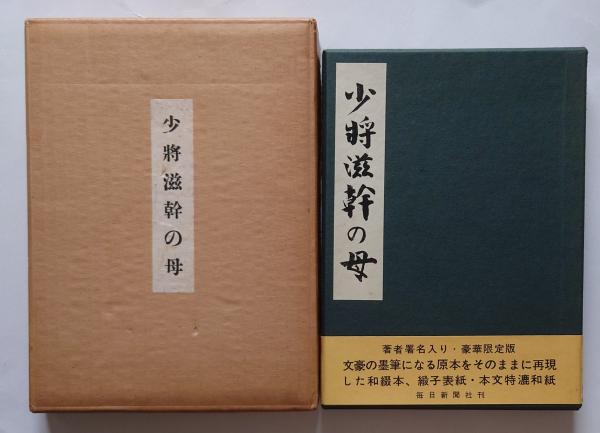 少將滋幹の母
少將滋幹の母
著者署名入り・豪華限定版
文豪の墨筆になる原本をそのままに再現
した和綴本、緞子表紙・本文特漉和紙
毎日新聞社刊